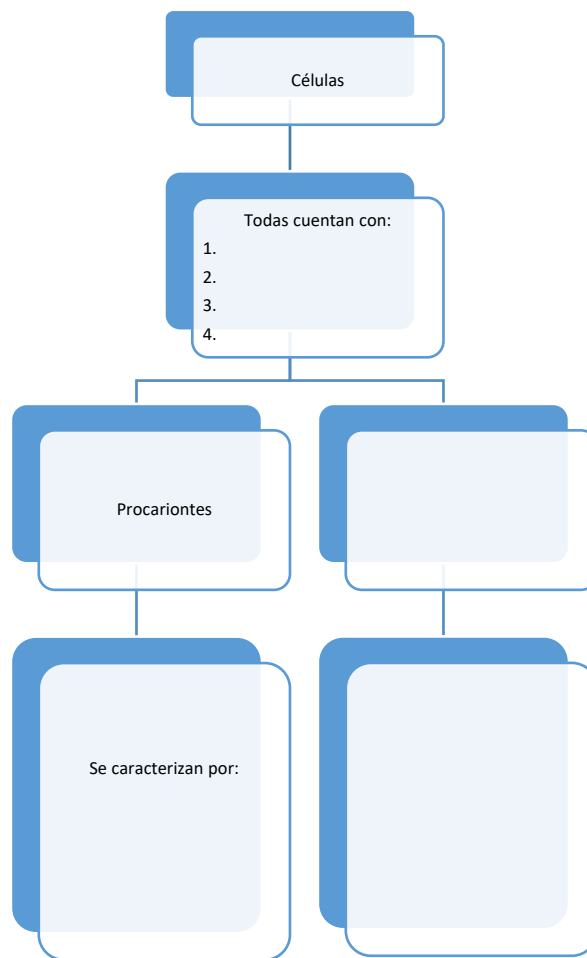 Células
Todas cuentan con:
1.
2.
3.
4.
Procariontes
Se caracterizan por: